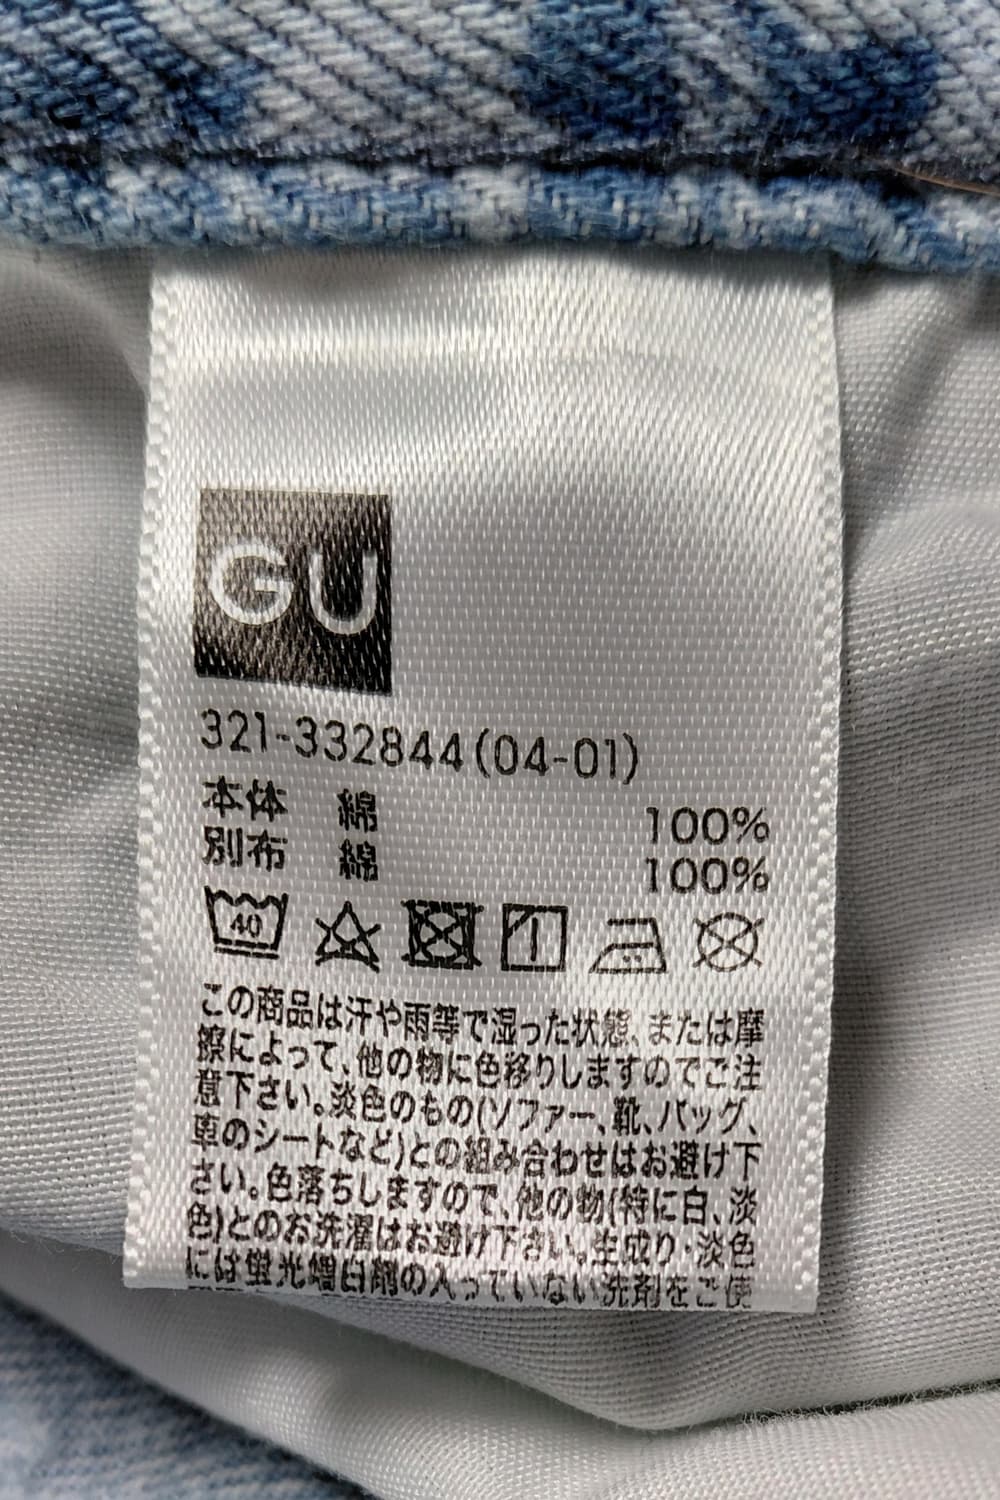 GU
321-332844(04-01)
本体 綿 100%
別布 綿 100%
40
この商品は汗や雨等で湿った状態、または摩
擦によって、他の物に色移りしますのでご注
意下さい。淡色のもの(ソファー、靴、バッグ、
車のシートなど)との組み合わせはお避け下
さい。色落ちしますので、他の物(特に白、淡
色)とのお洗濯はお避け下さい。生成り・淡色
には蛍光増白剤の入っていない洗剤をご使